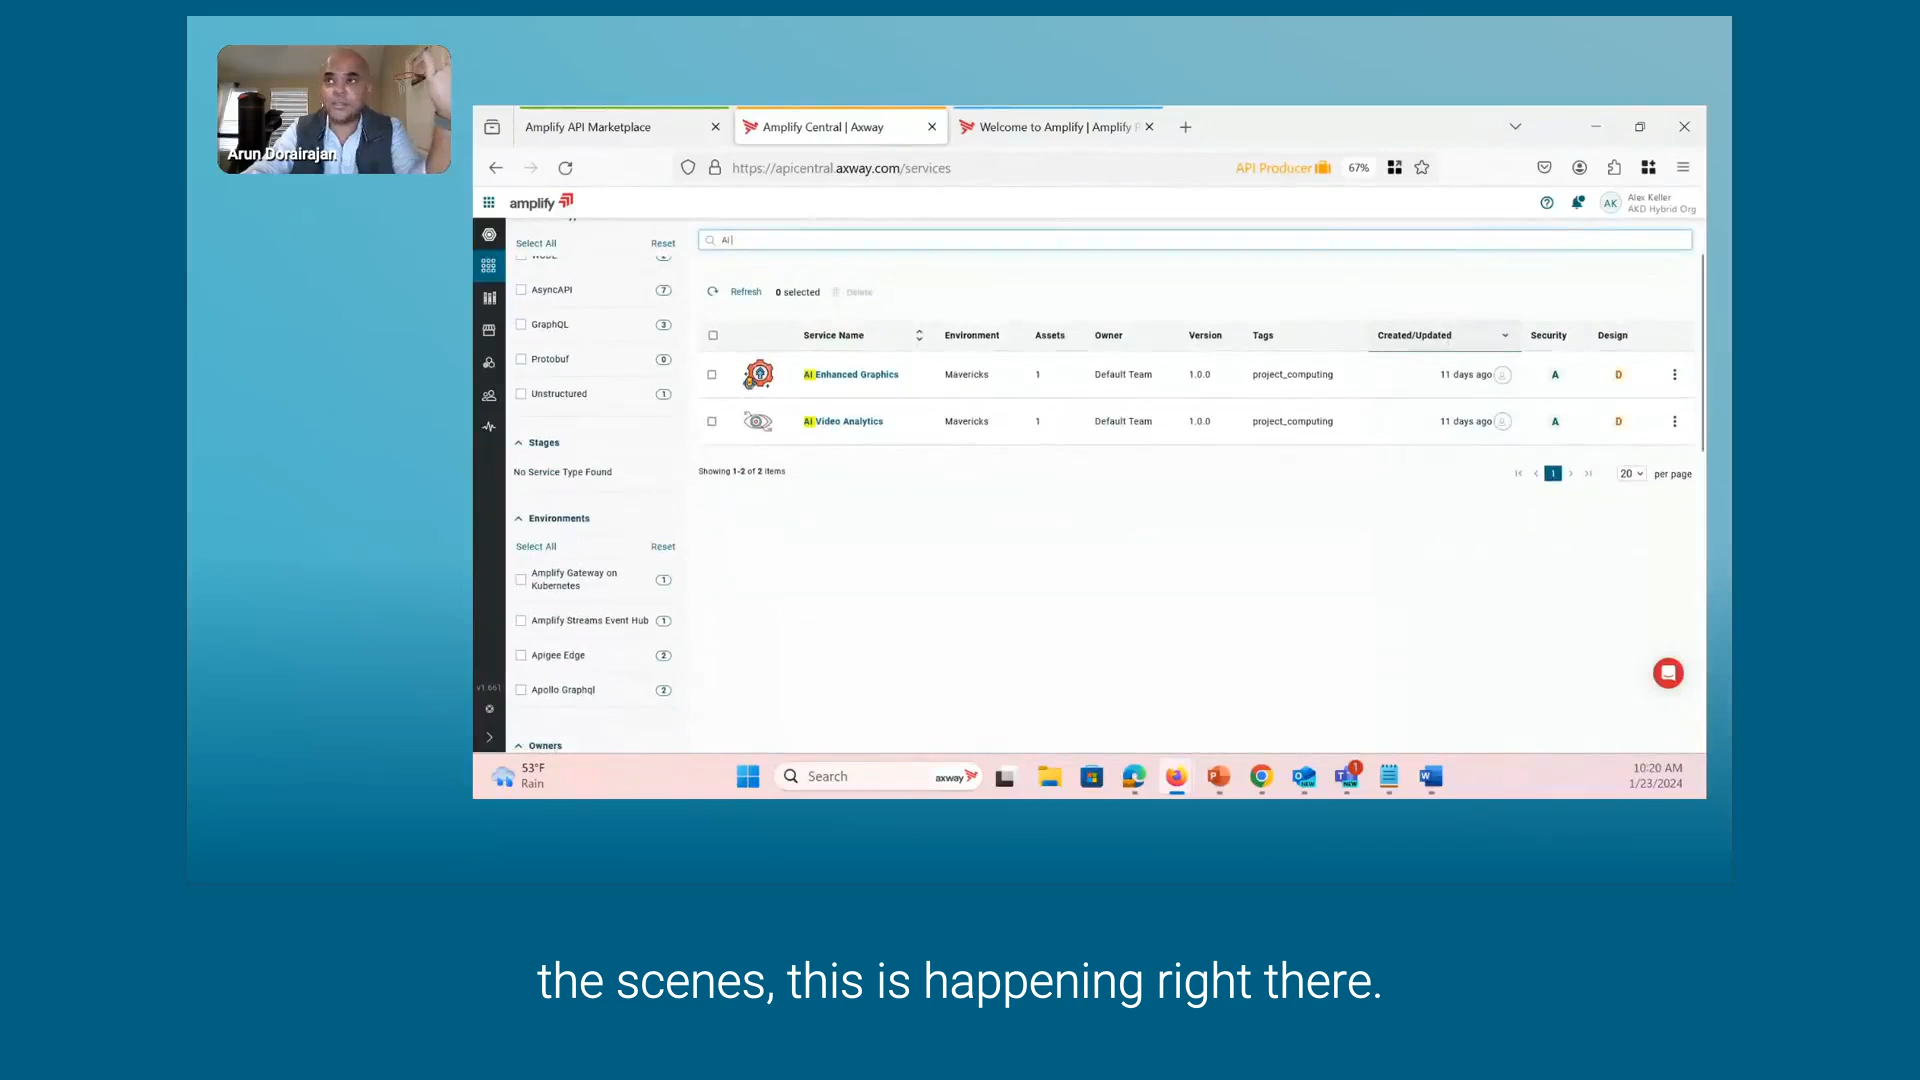 Arun Dorairajan
Amplify API Marketplace
Amplify Central | Axway
Welcome to Amplify | Amplify P
https://apicentral.axway.com/services
API Producer
67%
amplify
Alex Keller
AKD Hybrid Org
AK
Select All
Reset
AsyncAPI
7
GraphQL
3
Protobuf
0
Unstructured
1
Stages
No Service Type Found
Environments
Select All
Reset
Amplify Gateway on
Kubernetes
1
Amplify Streams Event Hub
1
Apigee Edge
2
Apollo Graphql
2
Owners
v1.661
AI
Refresh
0 selected
Delete
Service Name
Environment
Assets
Owner
Version
Tags
Created/Updated
Security
Design
AI Enhanced Graphics
Mavericks
1
Default Team
1.0.0
project_computing
11 days ago
A
D
AI Video Analytics
Mavericks
1
Default Team
1.0.0
project_computing
11 days ago
A
D
Showing 1-2 of 2 items
1
20
per page
53°F
Rain
Search
axway
NEW
1
NEW
10:20 AM
1/23/2024
the scenes, this is happening right there.